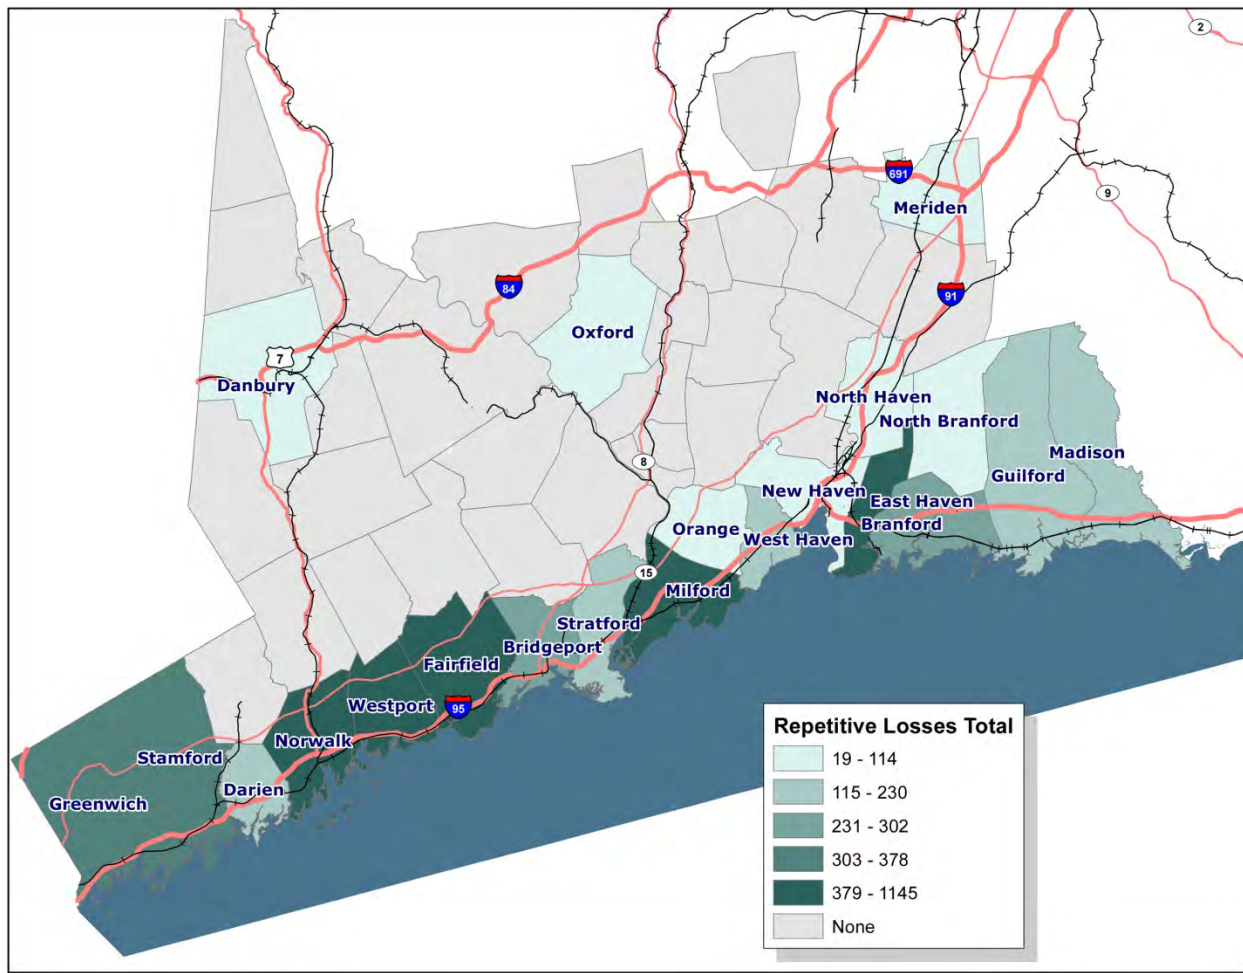 2
691
Meriden
9
84
91
Oxford
7
Danbury
North Haven
North Branford
Madison
8
Guilford
New Haven
East Haven
Orange
Branford
West Haven
15
Milford
Stratford
Bridgeport
Fairfield
Westport
95
Norwalk
Stamford
Darien
Greenwich
Repetitive Losses Total
19 - 114
115 - 230
231 - 302
303 - 378
379 - 1145
None